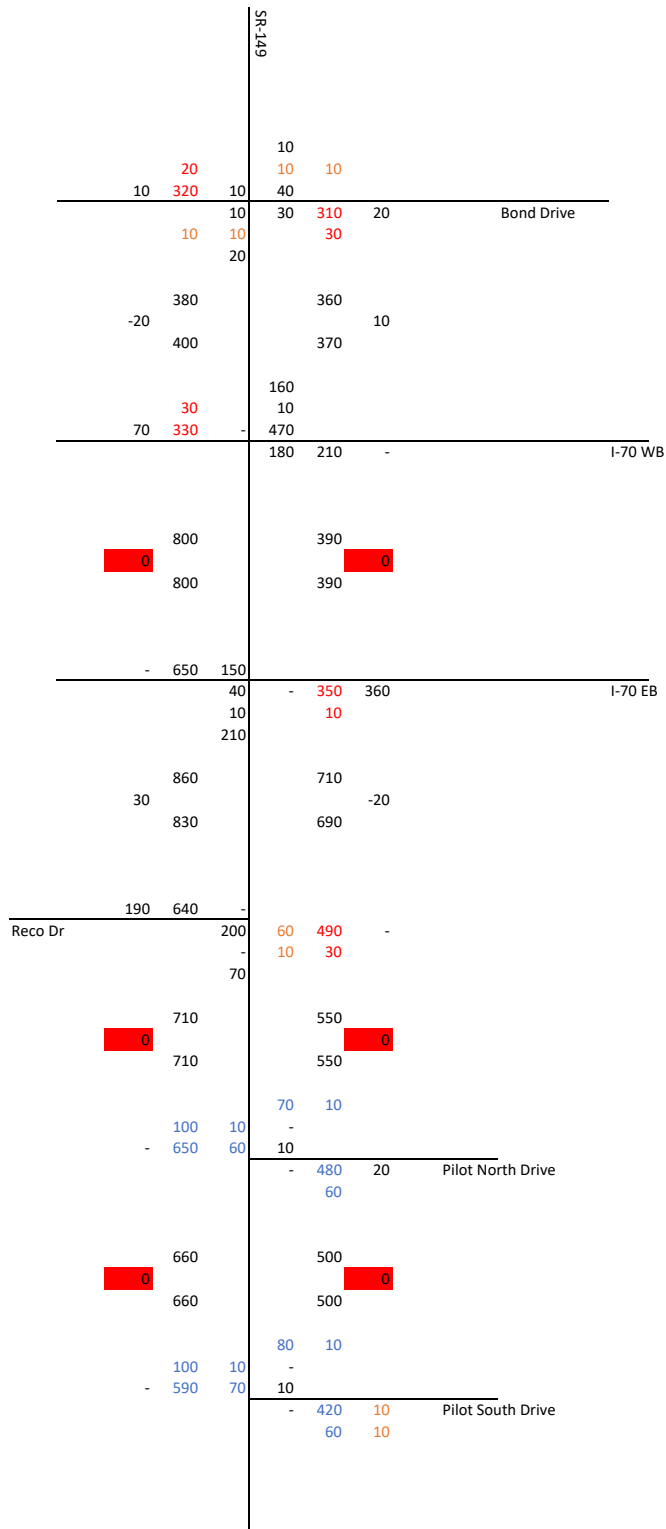 SR-149
10
20 10 10
10 320 10 40
10 30 310 20 Bond Drive
10 10 30
20
380 360
-20 10
400 370
160
30 10
70 330 - 470
180 210 - I-70 WB
800 390
0 0
800 390
- 650 150
40 - 350 360 I-70 EB
10 10
210
860 710
30 -20
830 690
190 640 -
Reco Dr 200 60 490 -
- 10 30
70
710 550
0 0
710 550
70 10
100 10 -
- 650 60 10
- 480 20 Pilot North Drive
60
660 500
0 0
660 500
80 10
100 10 -
- 590 70 10
- 420 10 Pilot South Drive
60 10